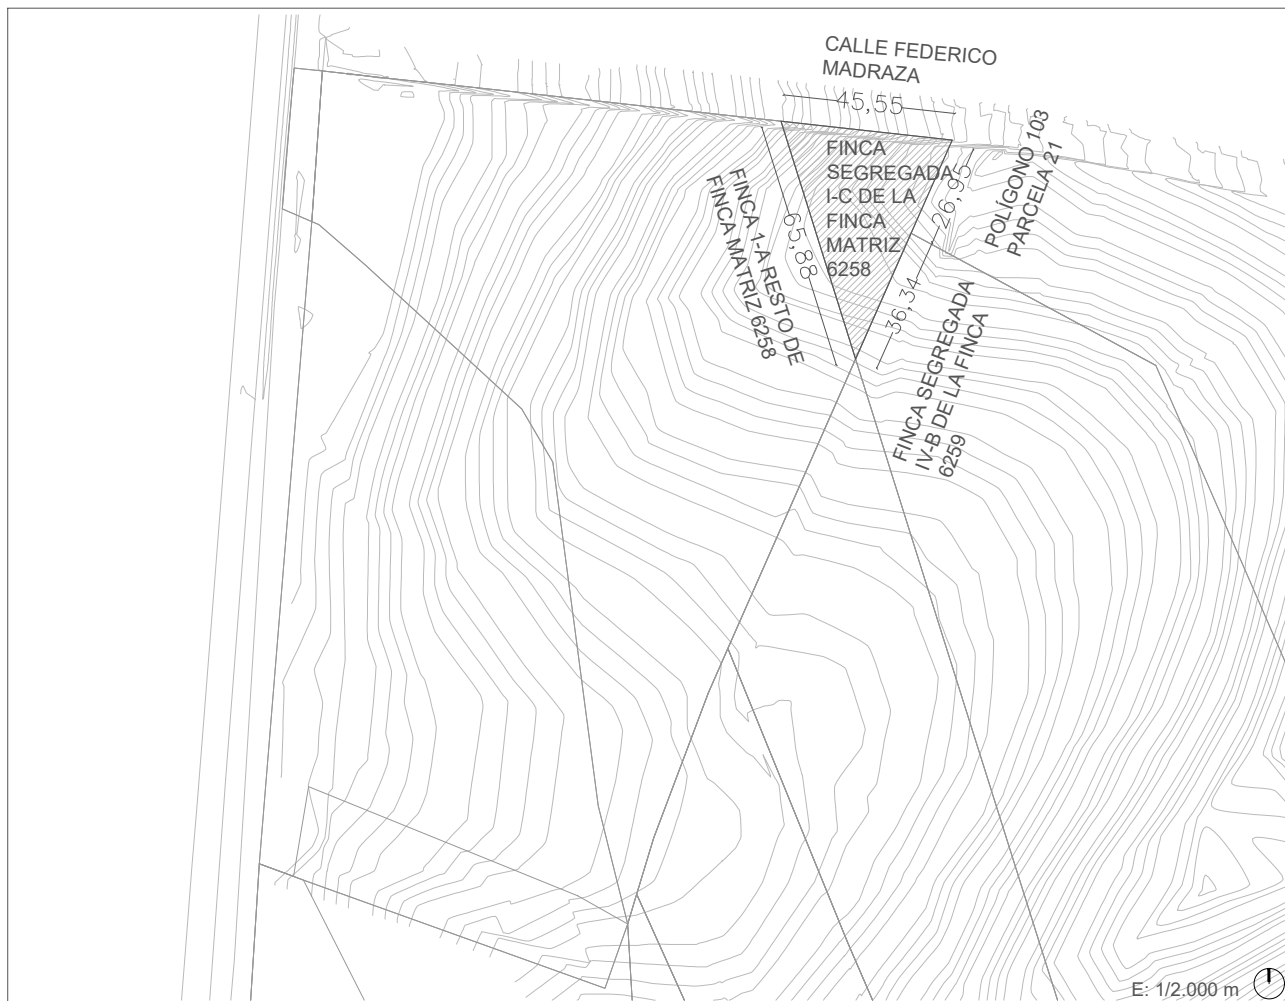 CALLE FEDERICO
MADRAZA
45,55
FINCA
SEGREGADA
I-C DE LA
FINCA
MATRIZ
6258
26,95
POLÍGONO 103
PARCELA 21
65,88
FINCA 1-A RESTO DE
FINCA MATRIZ 6258
36,34
FINCA SEGREGADA
IV-B DE LA FINCA
6259
E: 1/2.000 m